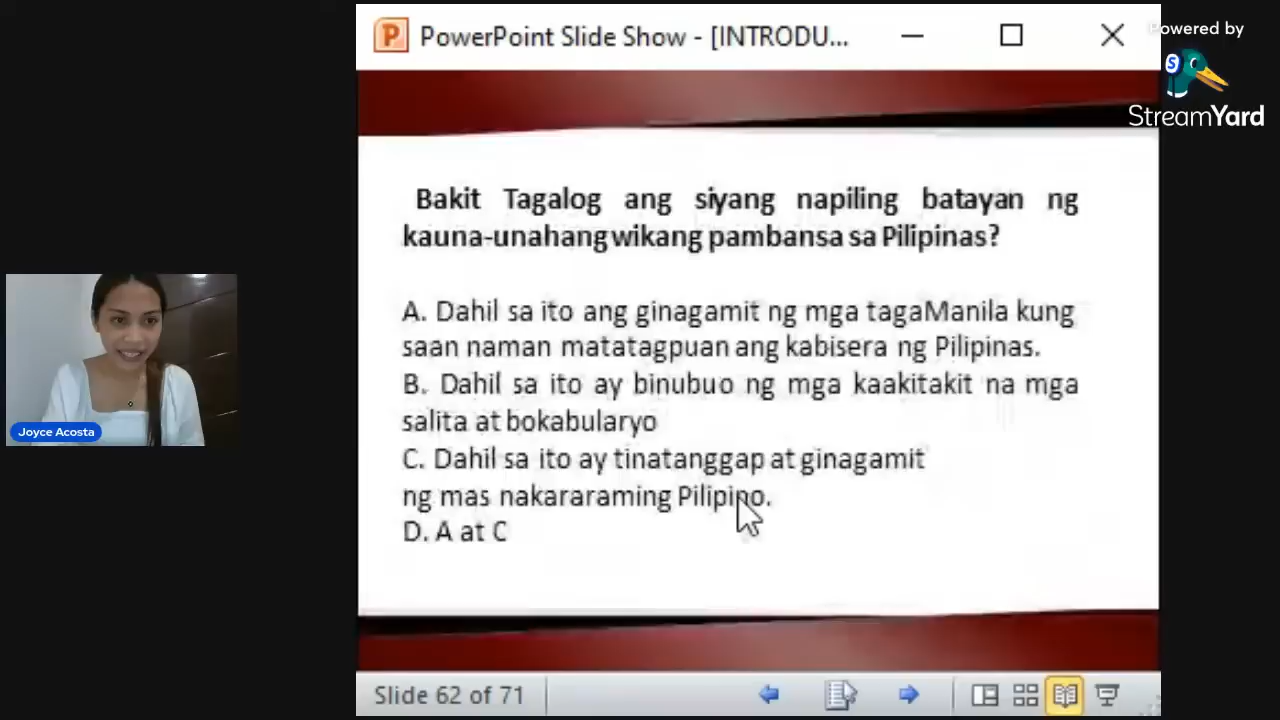 PowerPoint Slide Show - [INTRODU...
Powered by
StreamYard
Bakit Tagalog ang siyang napiling batayan ng
kauna-unahang wikang pambansa sa Pilipinas?
A. Dahil sa ito ang ginagamit ng mga tagaManila kung
saan naman matatagpuan ang kabisera ng Pilipinas.
B. Dahil sa ito ay binubuo ng mga kaakitakit na mga
salita at bokabularyo
C. Dahil sa ito ay tinatanggap at ginagamit
ng mas nakararaming Pilipino.
D. A at C
Joyce Acosta
Slide 62 of 71